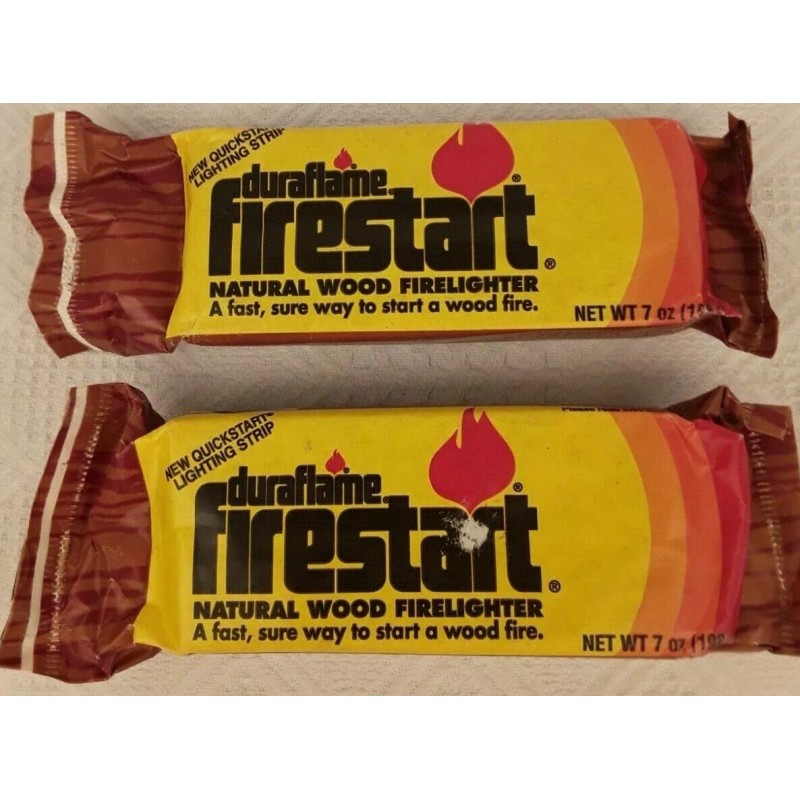 NEW QUICKSTART
LIGHTING STRIP
duraflame
firestart®
NATURAL WOOD FIRELIGHTER
A fast, sure way to start a wood fire.
NET WT 7 oz
NEW QUICKSTART
LIGHTING STRIP
duraflame
firestart®
NATURAL WOOD FIRELIGHTER
A fast, sure way to start a wood fire.
NET WT 7 oz